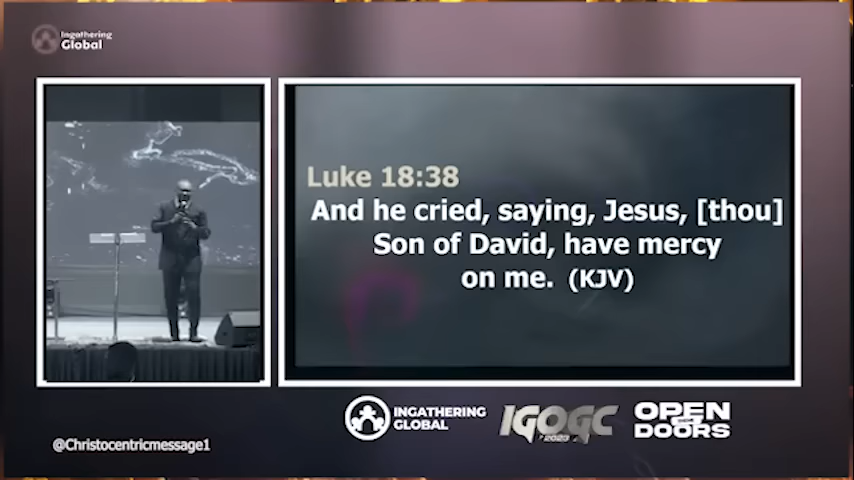 Ingathering
Global
Luke 18:38
And he cried, saying, Jesus, [thou]
Son of David, have mercy
on me. (KJV)
INGATHERING
GLOBAL
IGOGC
2023
OPEN
DOORS
@Christocentricmessage1